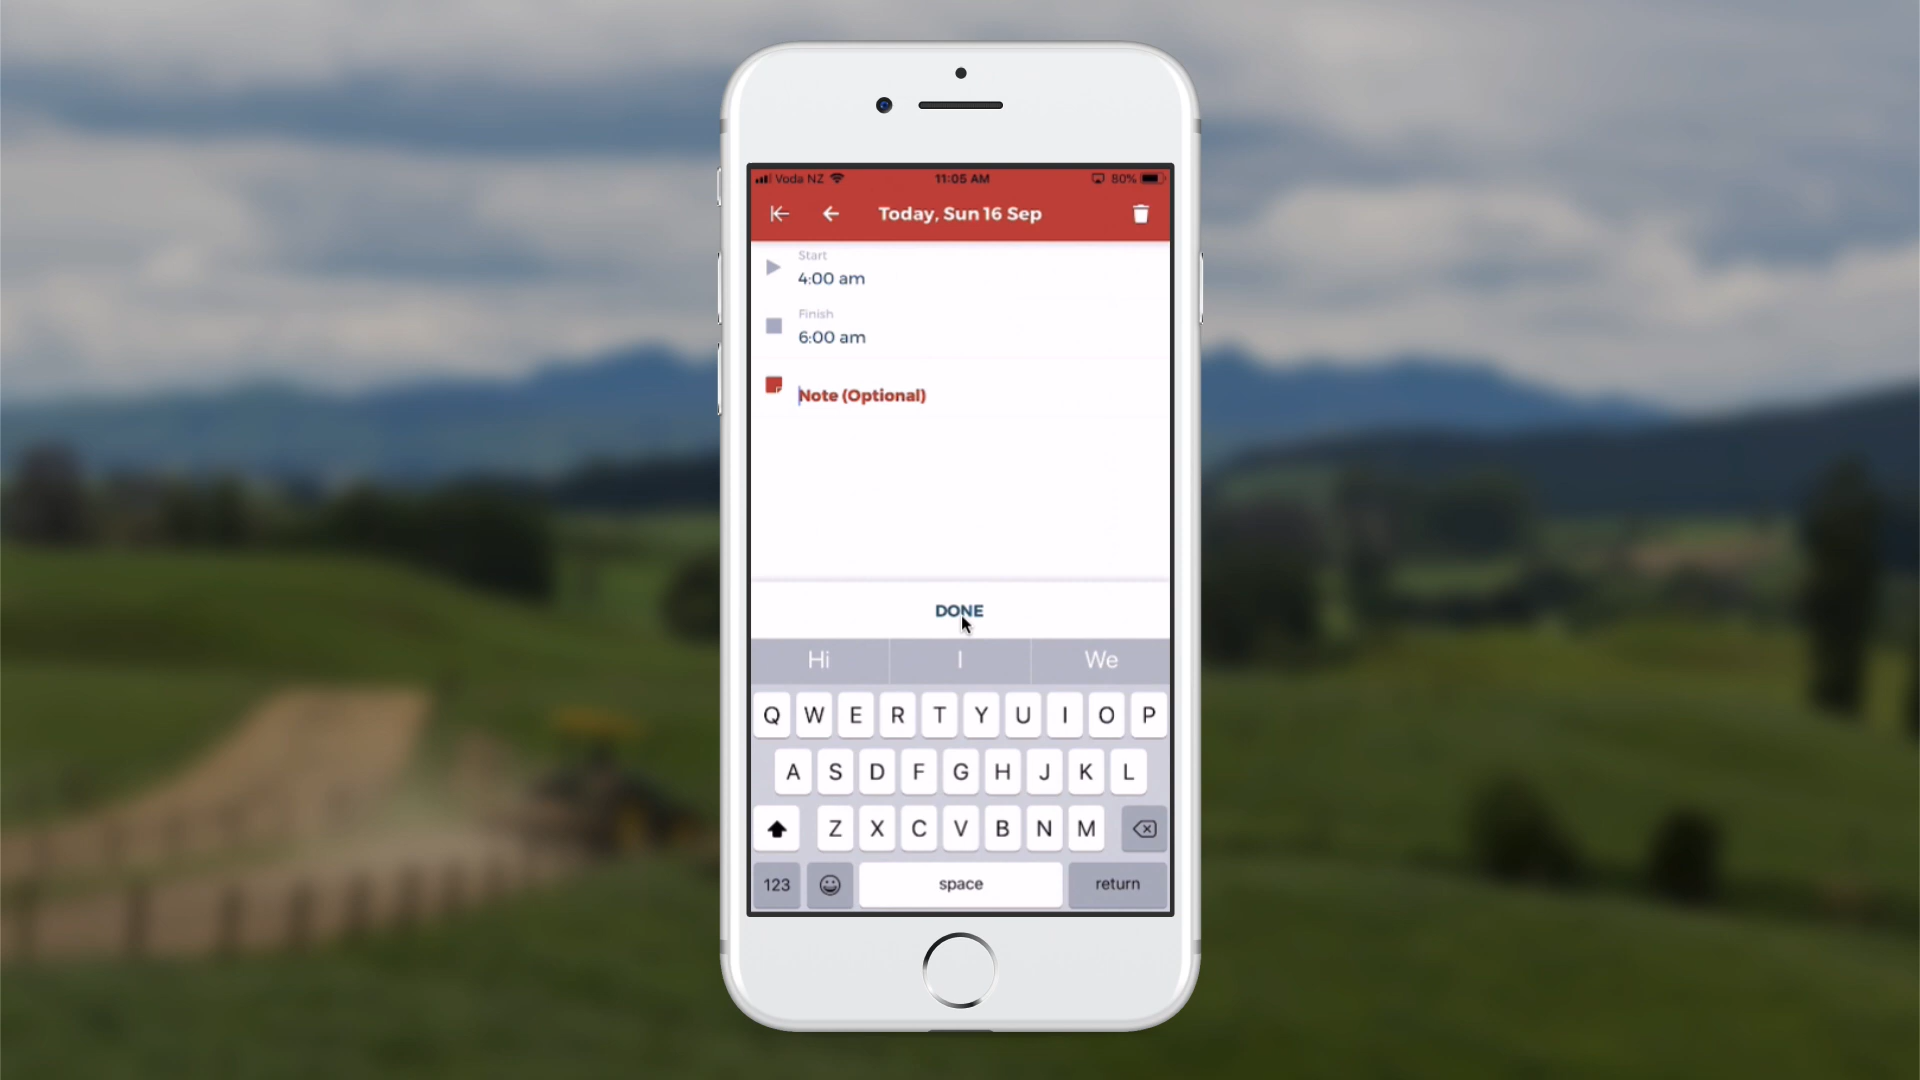 Voda NZ 11:05 AM 80%
Today, Sun 16 Sep
Start
4:00 am
Finish
6:00 am
Note (Optional)
DONE
Hi I We
Q W E R T Y U I O P
A S D F G H J K L
Z X C V B N M
123 space return